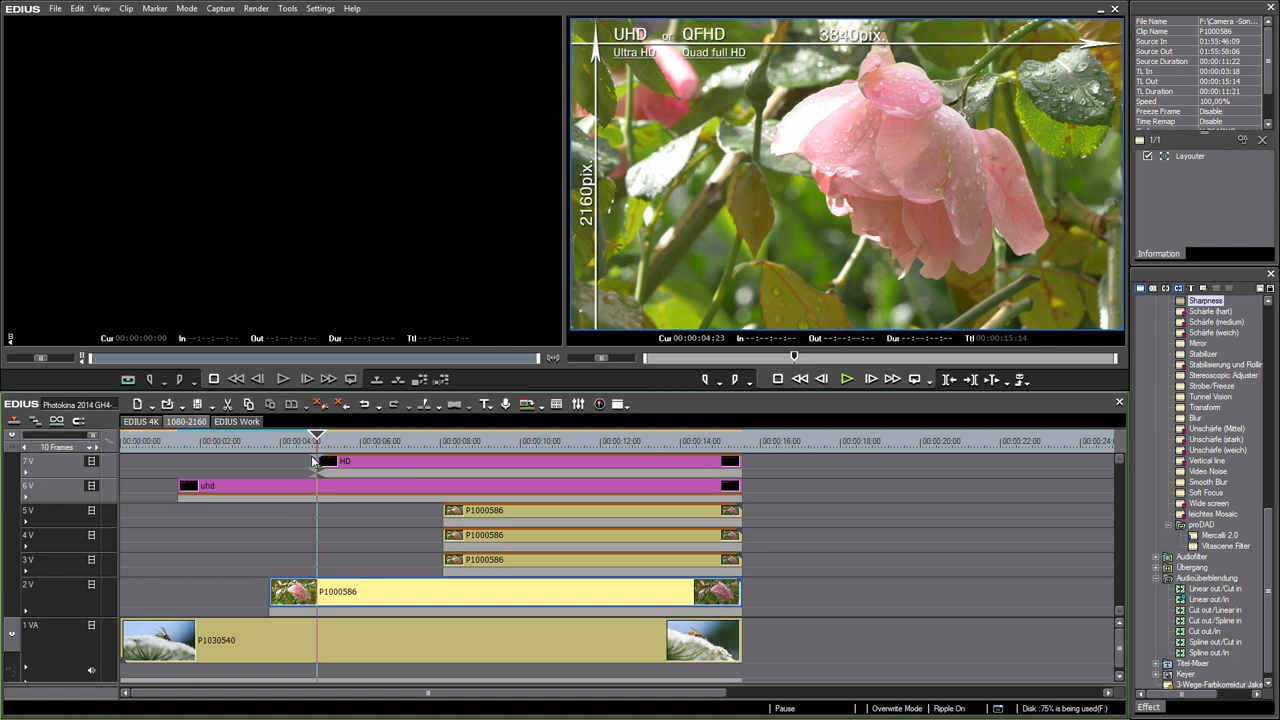 EDIUS File Edit View Clip Marker Mode Capture Render Tools Settings Help
UHD or QFHD 3840pix.
Ultra HD Quad full HD
2160pix.
Cur 00:00:00:00 In --:--:--:-- Out --:--:--:-- Dur --:--:--:-- Ttl --:--:--:--
Cur 00:00:04:23 In --:--:--:-- Out --:--:--:-- Dur --:--:--:-- Ttl 00:00:15:14
File Name F:\Camera -Son...
Clip Name P1000586
Source In 01:55:46:09
Source Out 01:55:58:06
Source Duration 00:00:11:22
TL In 00:00:03:18
TL Out 00:00:15:14
TL Duration 00:00:11:21
Speed 100,00%
Freeze Frame Disable
Time Remap Disable
1/1
Layouter
Information
EDIUS Photokina 2014 GH4-...
EDIUS 4K 1080-2160 EDIUS Work
10 Frames
00:00:00:00 00:00:02:00 00:00:04:00 00:00:06:00 00:00:08:00 00:00:10:00 00:00:12:00 00:00:14:00 00:00:16:00 00:00:18:00 00:00:20:00 00:00:22:00 00:00:24:0
7 V HD
6 V uhd
5 V P1000586
4 V P1000586
3 V P1000586
2 V P1000586
1 VA P1030540
Sharpness
Schärfe (hart)
Schärfe (medium)
Schärfe (weich)
Mirror
Stabilizer
Stabilisierung und Rollin
Stereoscopic Adjuster
Strobe/Freeze
Tunnel Vision
Transform
Blur
Unschärfe (Mittel)
Unschärfe (stark)
Unschärfe (weich)
Vertical line
Video Noise
Smooth Blur
Soft Focus
Wide screen
leichtes Mosaic
proDAD
Mercalli 2.0
Vitascene Filter
Audiofilter
Übergang
Audioüberblendung
Linear out/Cut in
Linear out/in
Cut out/Linear in
Cut out/Spline in
Cut out/in
Spline out/Cut in
Spline out/in
Titel-Mixer
Keyer
3-Wege-Farbkorrektur Jake
Effect
Pause Overwrite Mode Ripple On Disk :75% is being used(F:)